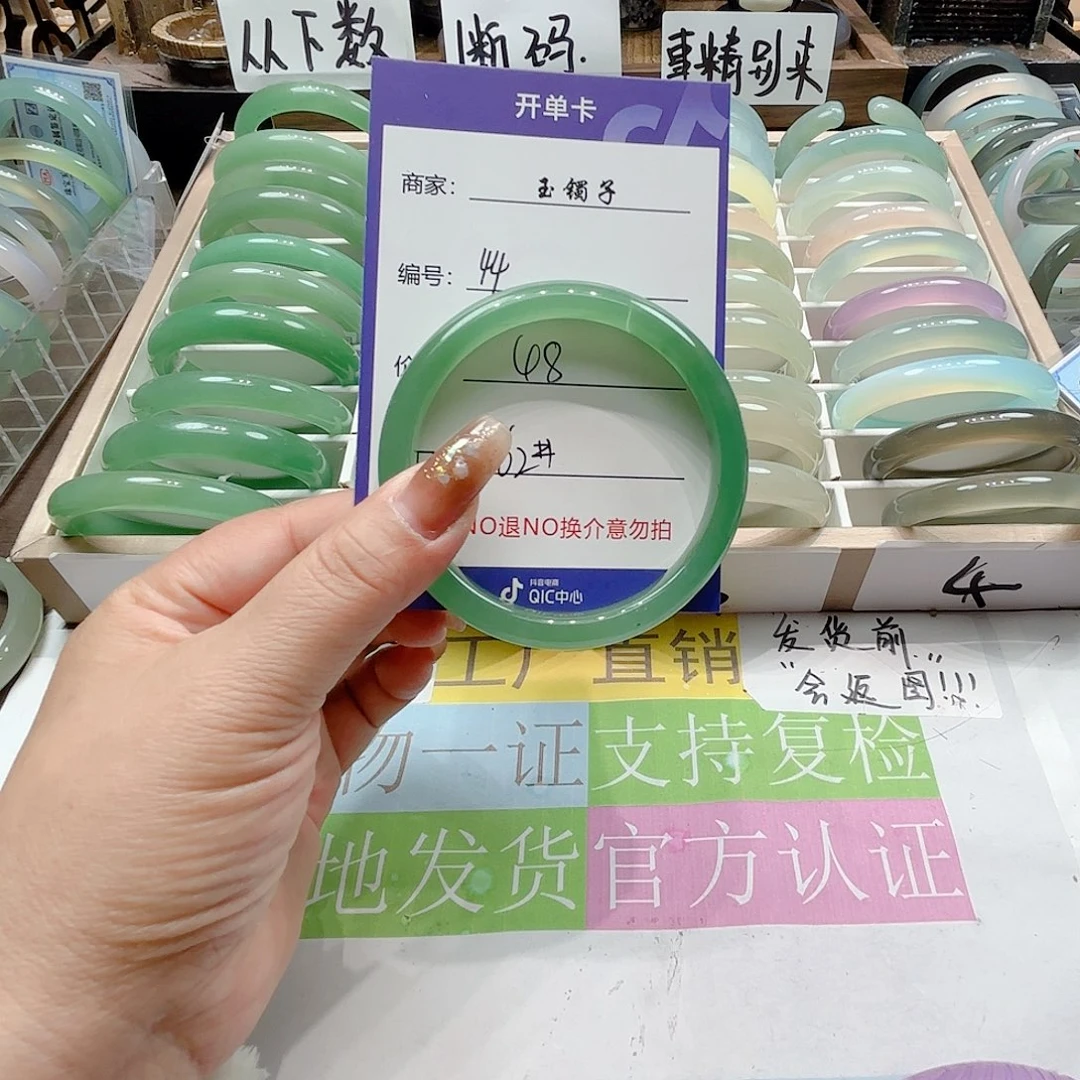 从下数
断码.
事精别来
开单卡
商家: 玉镯子
编号: 44
价 48
62#
NO退NO换介意勿拍
抖音电商
QIC中心
4
工厂直销
发货前
"会返图!!!"
物一证
支持复检
地发货
官方认证